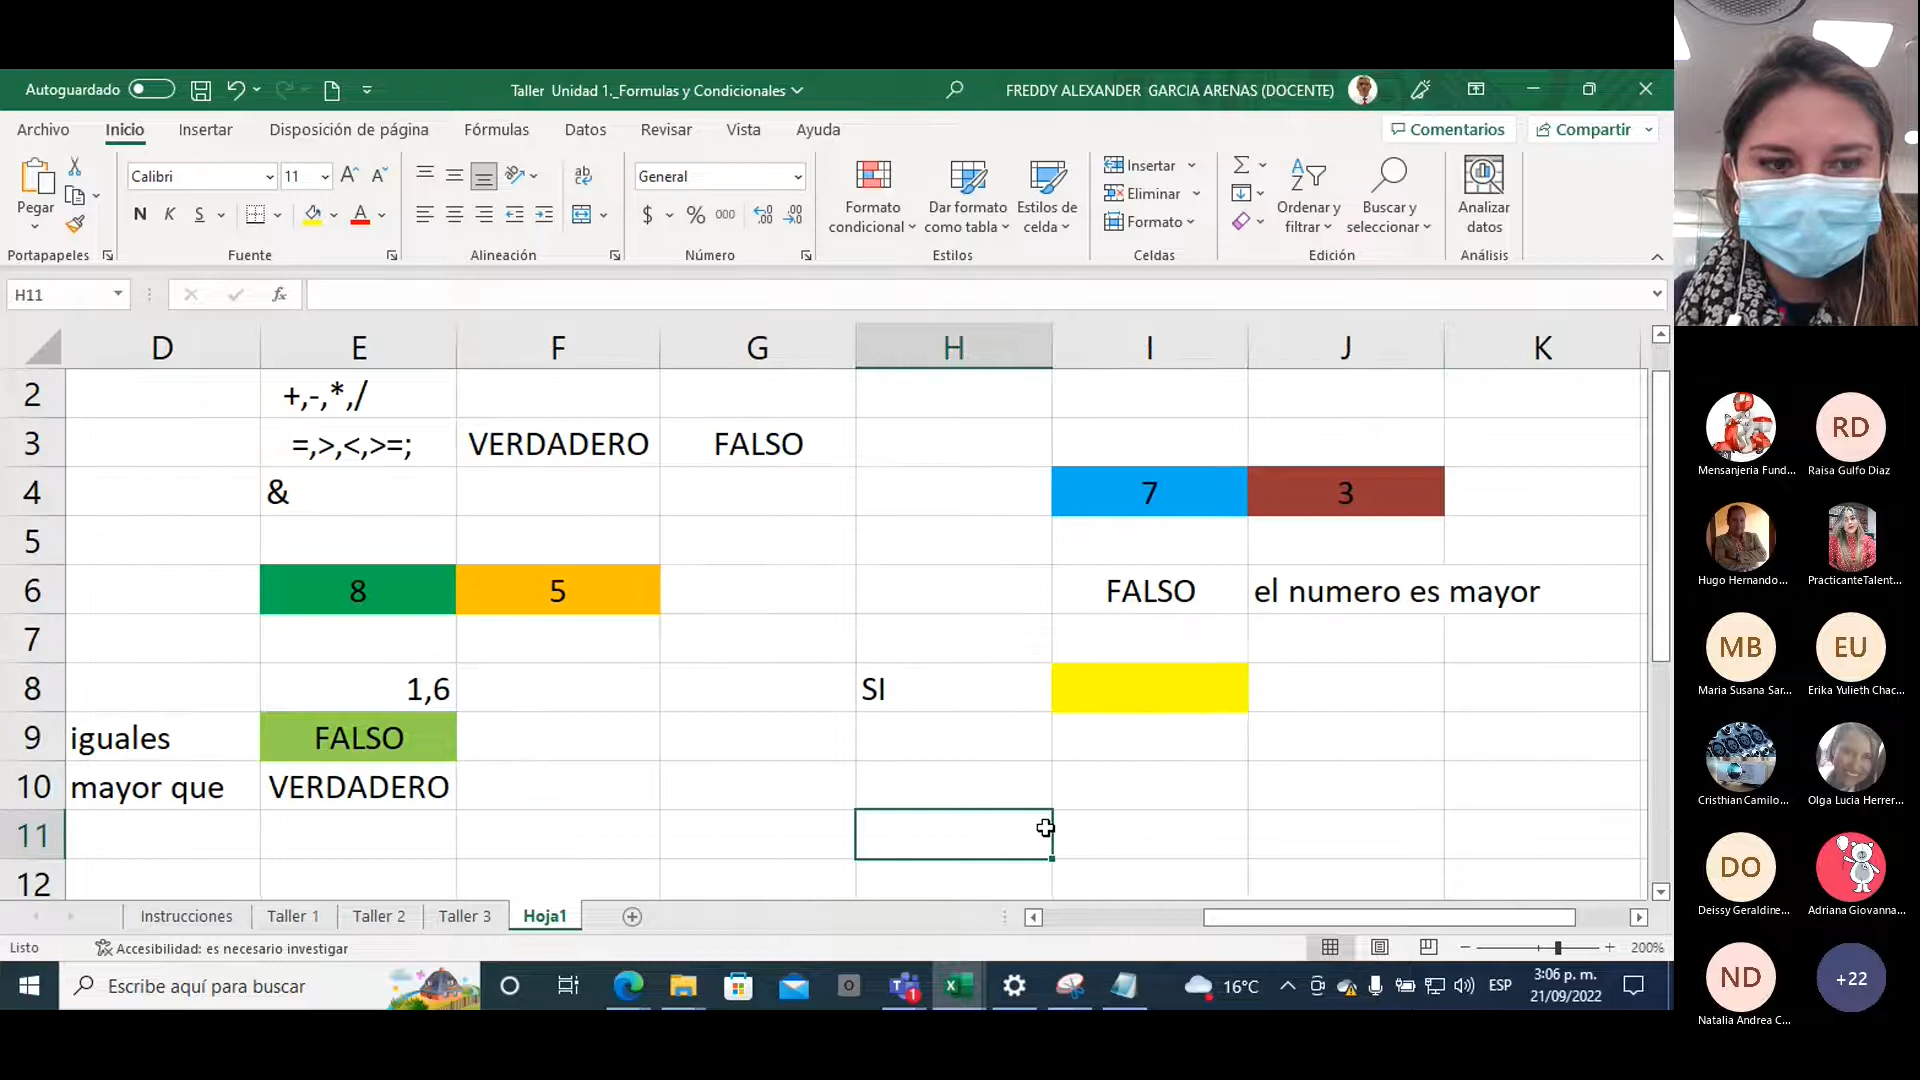 Autoguardado
Taller Unidad 1._Formulas y Condicionales
FREDDY ALEXANDER GARCIA ARENAS (DOCENTE)
Archivo Inicio Insertar Disposición de página Fórmulas Datos Revisar Vista Ayuda Comentarios Compartir
Pegar
Portapapeles
Calibri 11
N K S
Fuente
Alineación
General
$ % 000
Número
Formato condicional
Dar formato como tabla
Estilos de celda
Estilos
Insertar
Eliminar
Formato
Celdas
Ordenar y filtrar
Buscar y seleccionar
Edición
Analizar datos
Análisis
H11 fx
D E F G H I J K
2 +,-,*,/
3 =,>,<,>=; VERDADERO FALSO
4 & 7 3
5
6 8 5 FALSO el numero es mayor
7
8 1,6 SI
9 iguales FALSO
10 mayor que VERDADERO
11
12
Instrucciones Taller 1 Taller 2 Taller 3 Hoja1
Listo Accesibilidad: es necesario investigar 200%
Escribe aquí para buscar 16°C ESP 3:06 p. m.
21/09/2022
Mensanjeria Fund...
RD
Raisa Gulfo Diaz
Hugo Hernando...
PracticanteTalent...
MB
Maria Susana Sar...
EU
Erika Yulieth Chac...
Cristhian Camilo...
Olga Lucia Herrer...
DO
Deissy Geraldine...
Adriana Giovanna...
ND
Natalia Andrea C...
+22